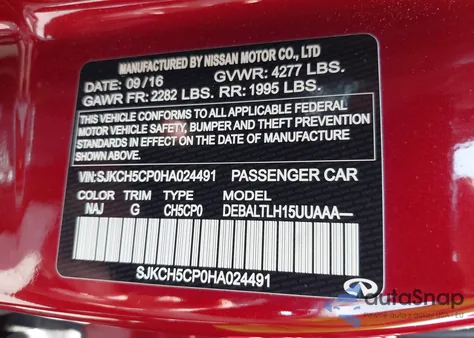 MANUFACTURED BY NISSAN MOTOR CO., LTD
DATE: 09/16 GVWR: 4277 LBS.
GAWR FR: 2282 LBS. RR: 1995 LBS.
THIS VEHICLE CONFORMS TO ALL APPLICABLE FEDERAL
MOTOR VEHICLE SAFETY, BUMPER AND THEFT PREVENTION
STANDARDS IN EFFECT ON THE DATE OF MANUFACTURE
SHOWN ABOVE.
VIN:SJKCH5CP0HA024491 PASSENGER CAR
COLOR TRIM TYPE
NAJ G CH5CP0 DEBALTLH15UUAAA—
SJKCH5CP0HA024491
autoSnap